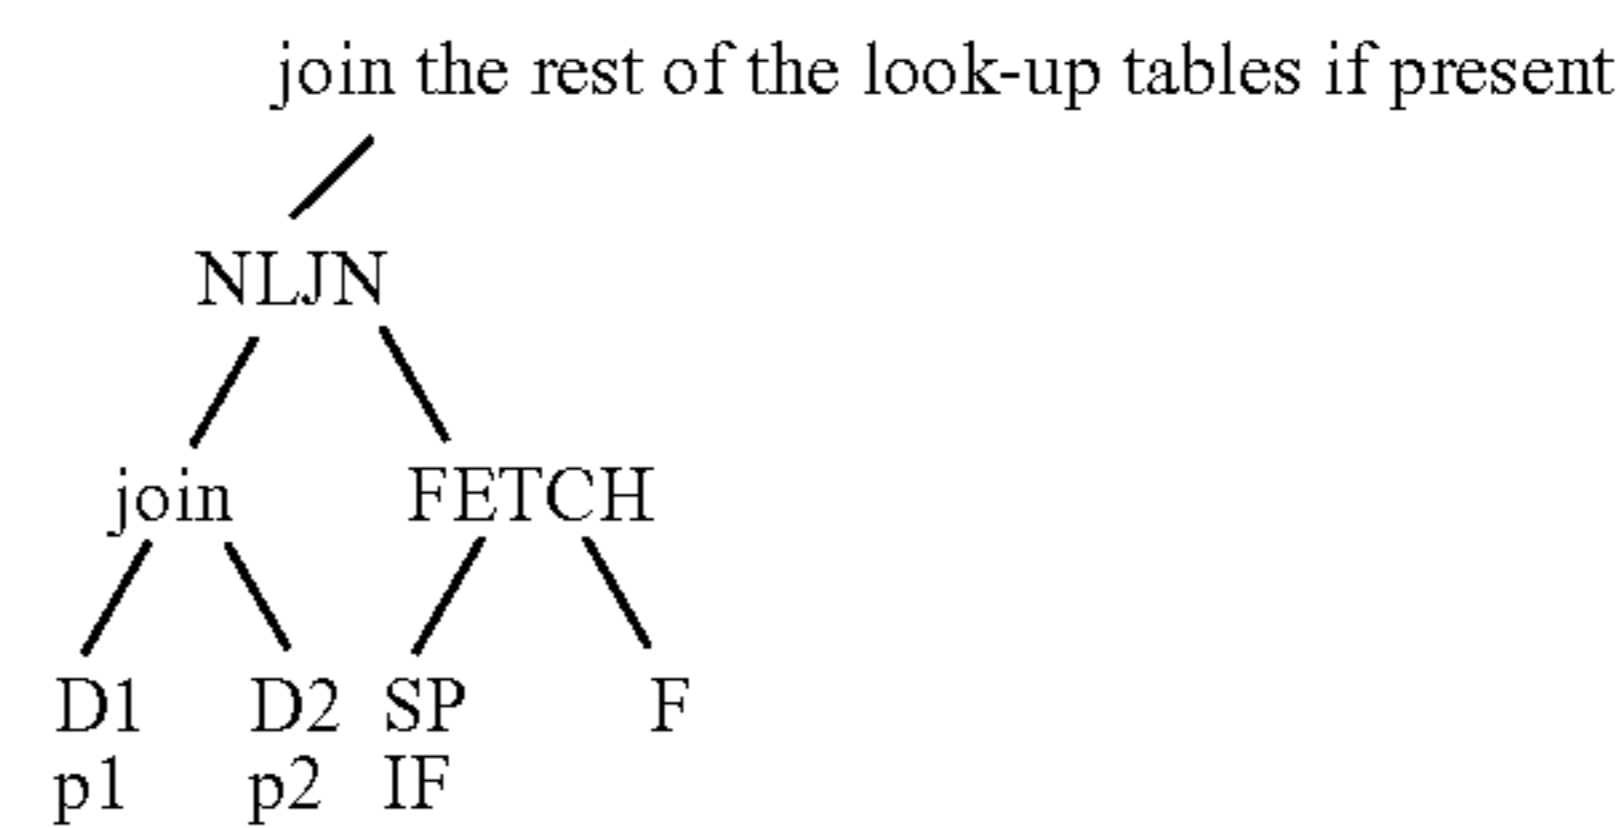 join the rest of the look-up tables if present
NLJN
join FETCH
D1 D2 SP F
p1 p2 IF